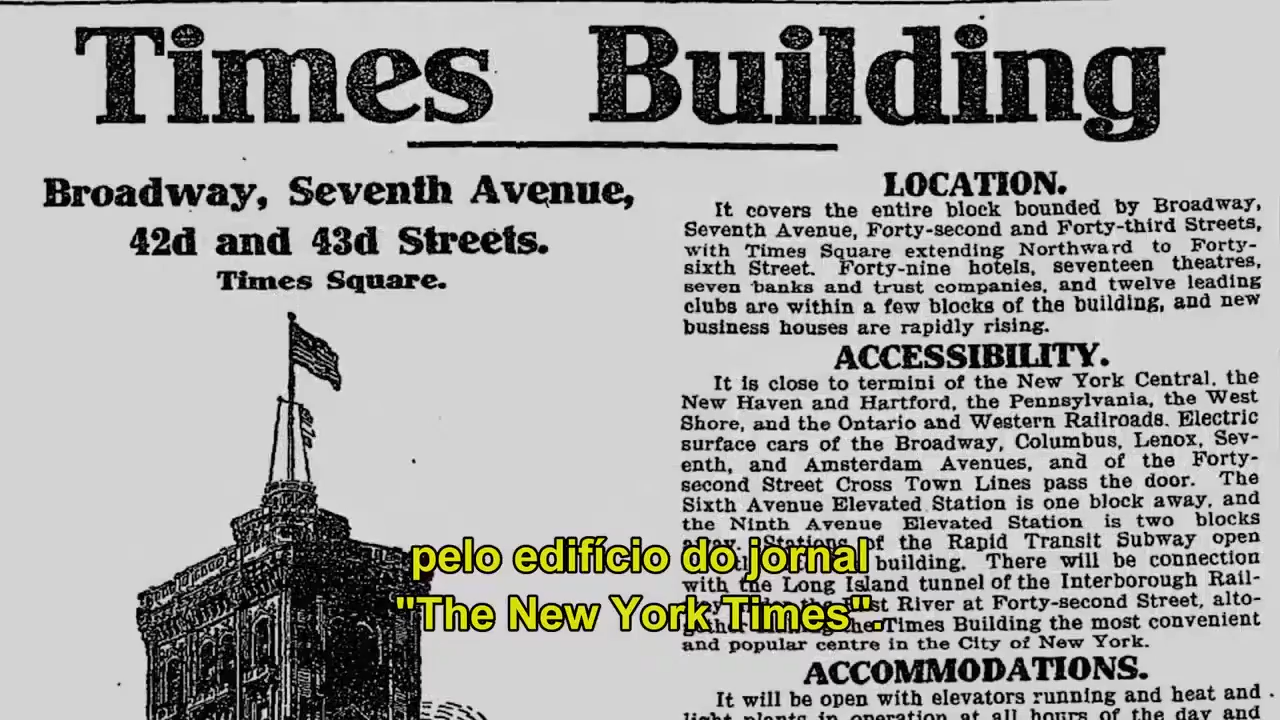 Times Building
Broadway, Seventh Avenue,
42d and 43d Streets.
Times Square.
LOCATION.
It covers the entire block bounded by Broadway,
Seventh Avenue, Forty-second and Forty-third Streets,
with Times Square extending Northward to Forty-
sixth Street. Forty-nine hotels, seventeen theatres,
seven banks and trust companies, and twelve leading
clubs are within a few blocks of the building, and new
business houses are rapidly rising.
ACCESSIBILITY.
It is close to termini of the New York Central, the
New Haven and Hartford, the Pennsylvania, the West
Shore, and the Ontario and Western Railroads. Electric
surface cars of the Broadway, Columbus, Lenox, Sev-
enth, and Amsterdam Avenues, and of the Forty-
second Street Cross Town Lines pass the door. The
Sixth Avenue Elevated Station is one block away, and
the Ninth Avenue Elevated Station is two blocks
of the Rapid Transit Subway open
building. There will be connection
with the Long Island tunnel of the Interborough Rail-
River at Forty-second Street, alto-
the Times Building the most convenient
and popular centre in the City of New York.
ACCOMMODATIONS.
It will be open with elevators running and heat and
in operation at all hours of the day and
pelo edifício do jornal
"The New York Times".